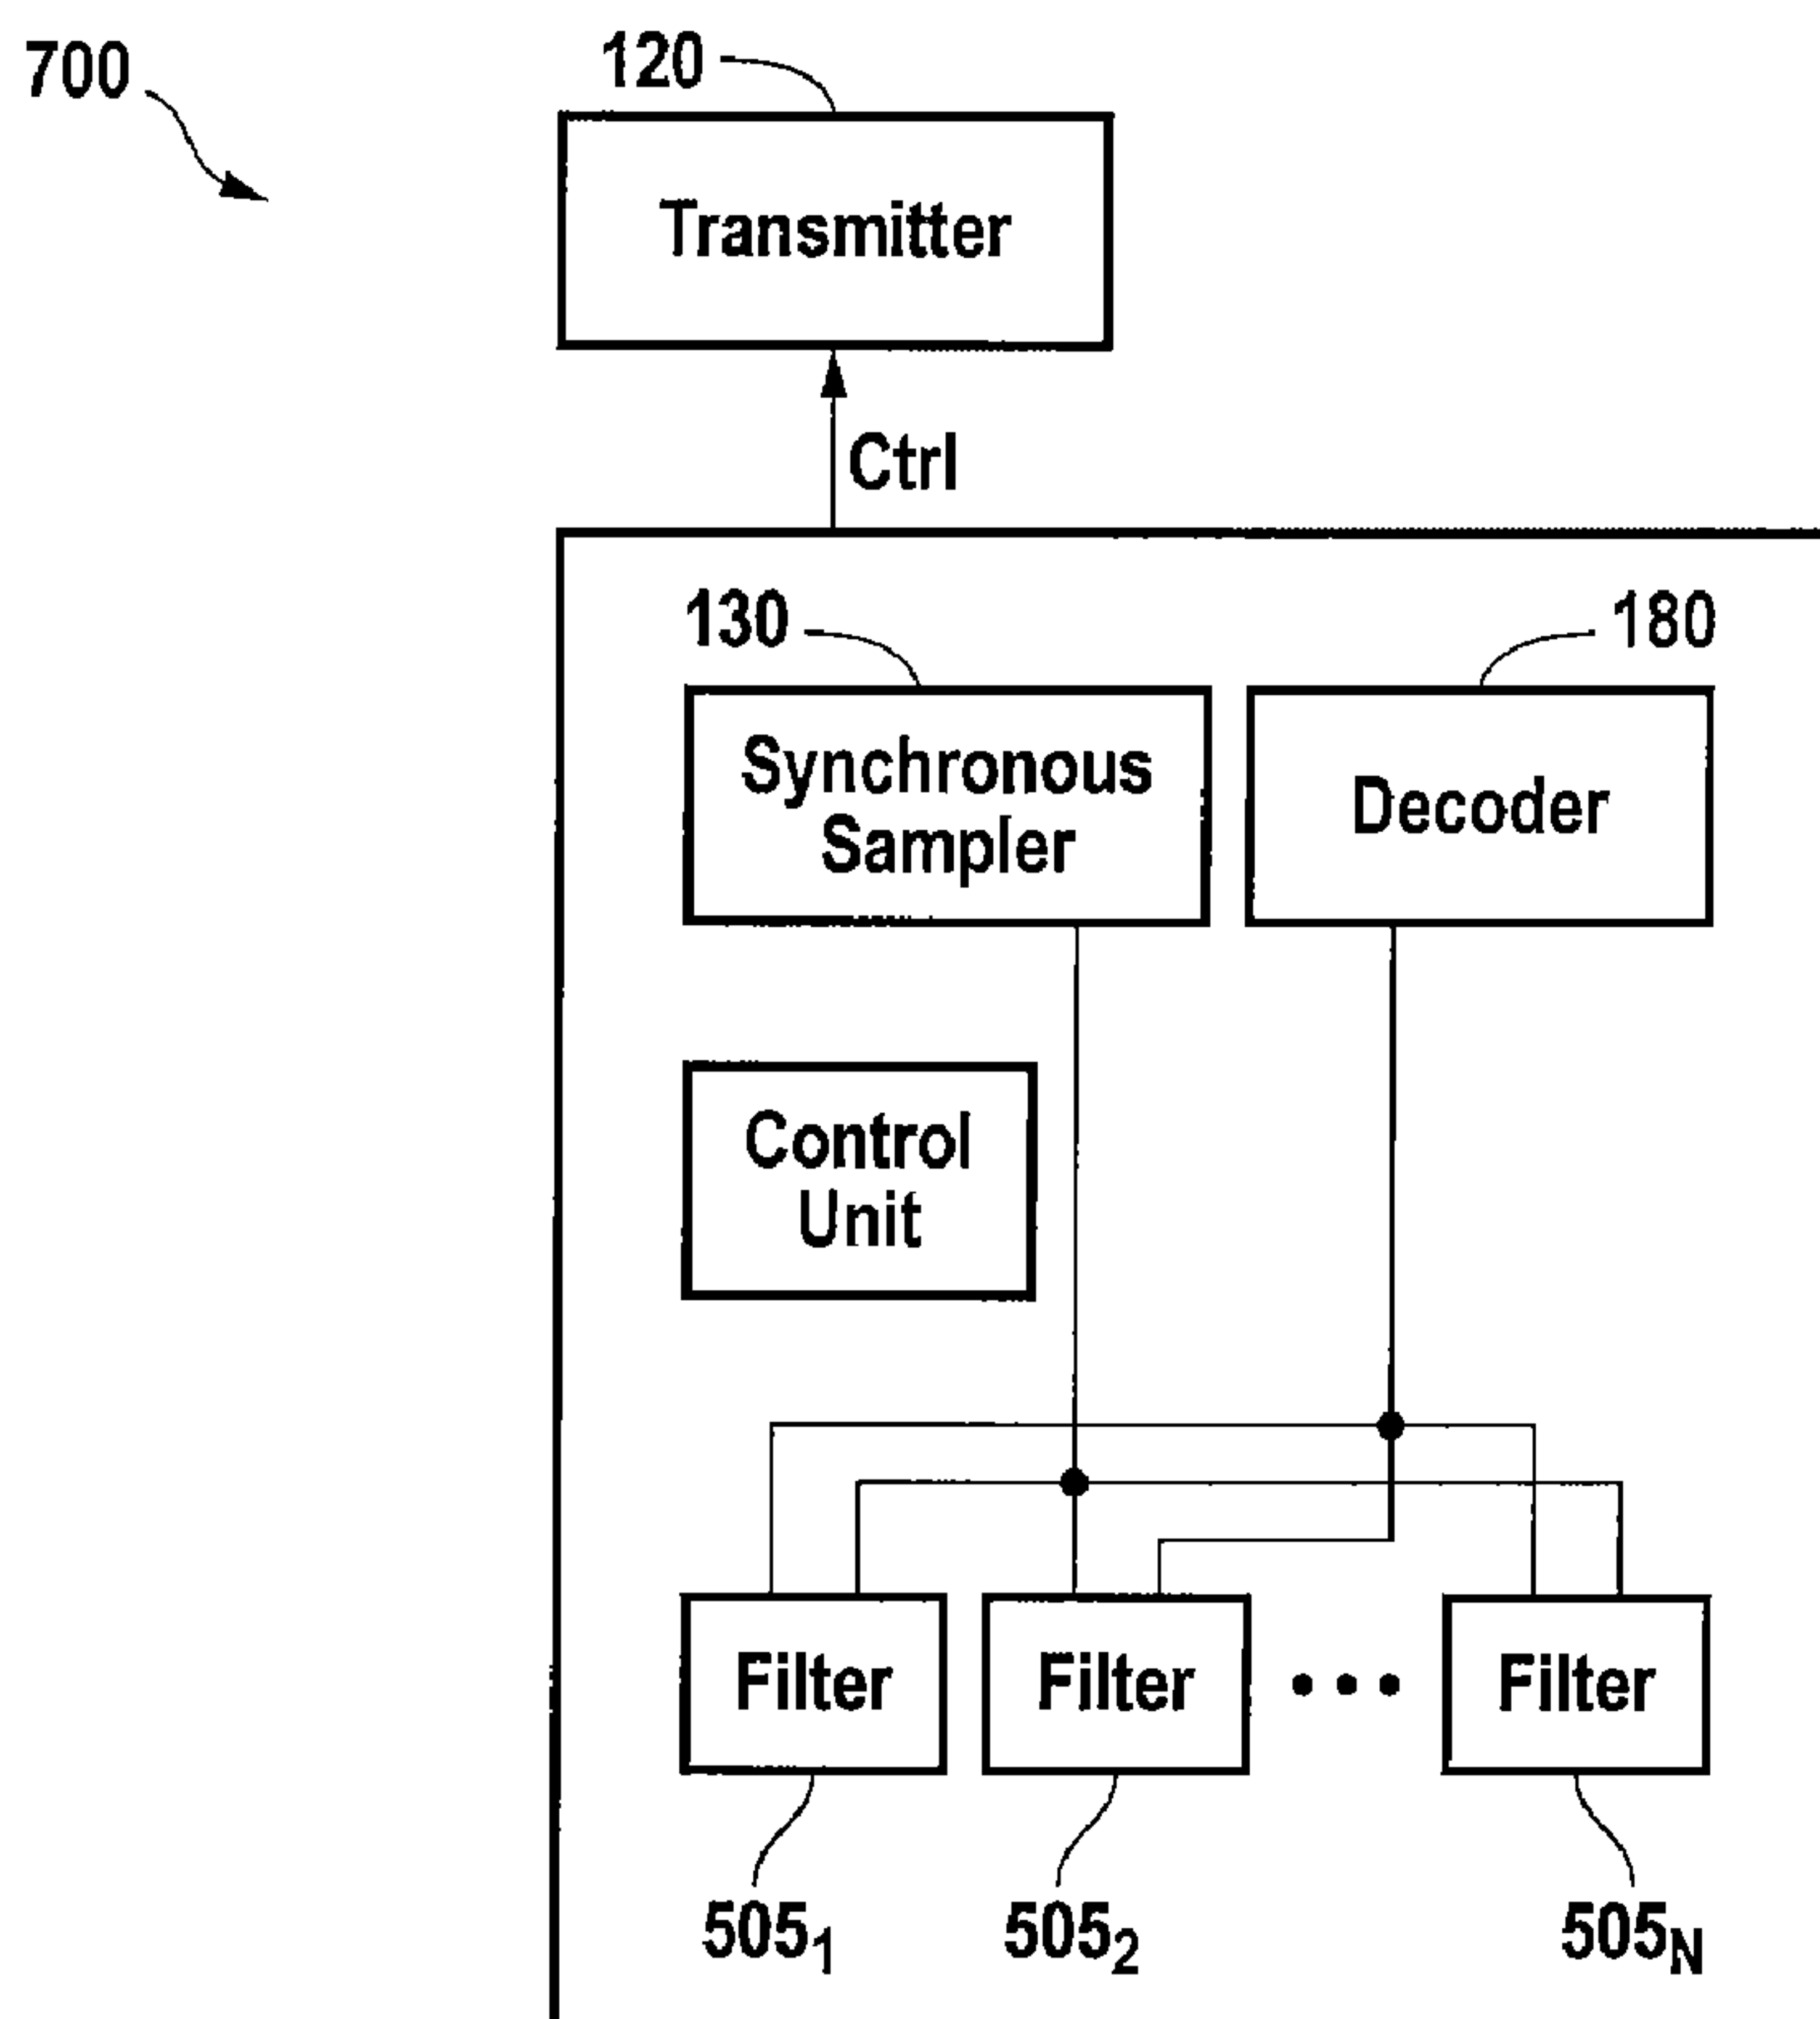 700
120
Transmitter
Ctrl
130
180
Synchronous
Sampler
Decoder
Control
Unit
Filter
Filter
Filter
505₁
505₂
505N